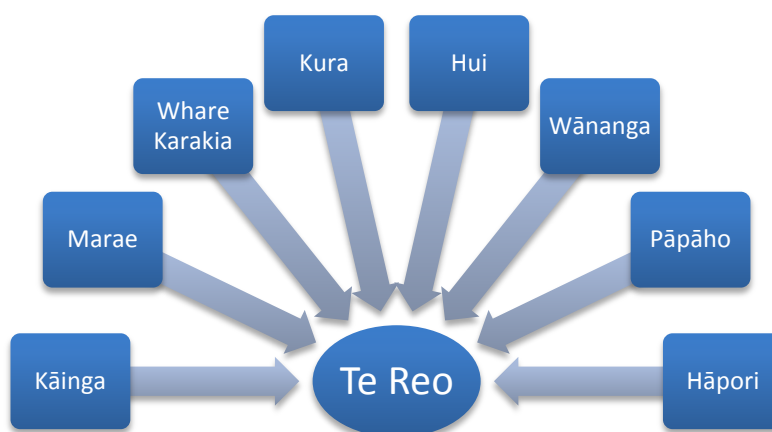 Kura
Hui
Whare
Karakia
Wānanga
Marae
Pāpāho
Kāinga
Te Reo
Hāpori